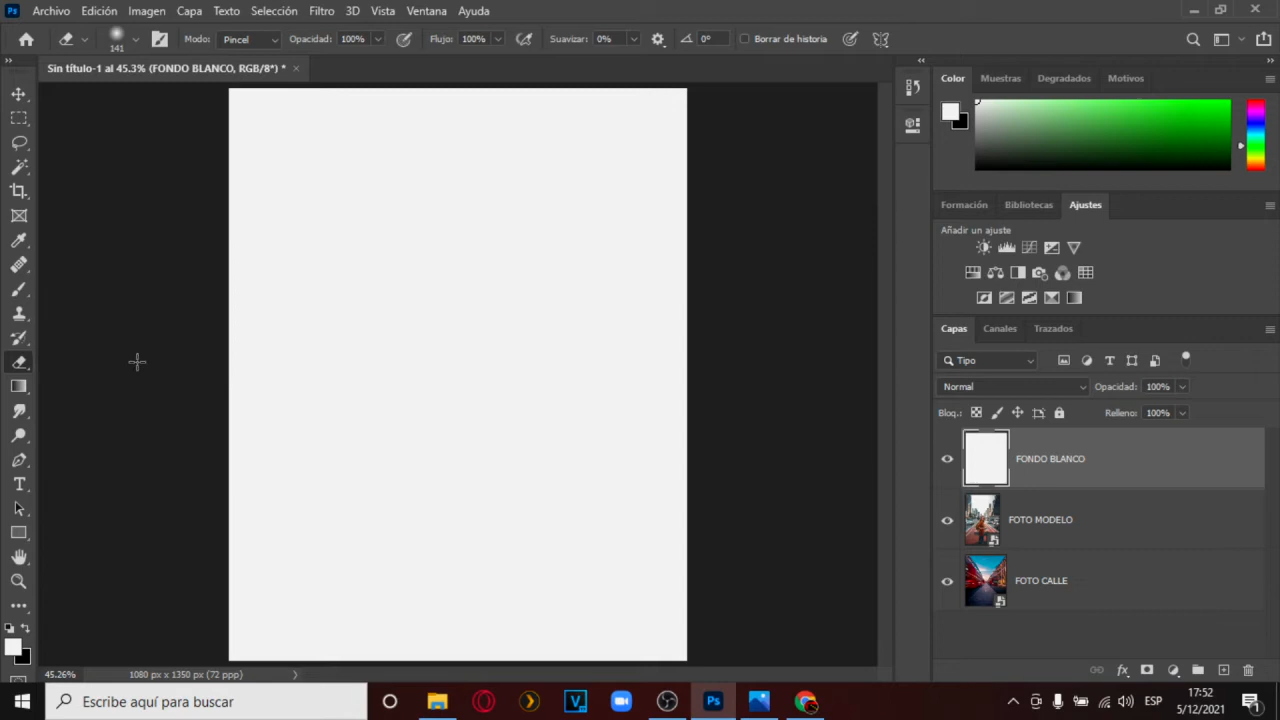 Ps Archivo Edición Imagen Capa Texto Selección Filtro 3D Vista Ventana Ayuda
141 Modo: Pincel Opacidad: 100% Flujo: 100% Suavizar: 0% 0° Borrar de historia
Sin título-1 al 45.3% (FONDO BLANCO, RGB/8*) * ×
Color Muestras Degradados Motivos
Formación Bibliotecas Ajustes
Añadir un ajuste
Capas Canales Trazados
Tipo
Normal Opacidad: 100%
Bloq.: Relleno: 100%
FONDO BLANCO
FOTO MODELO
FOTO CALLE
45.26% 1080 px x 1350 px (72 ppp)
Escribe aquí para buscar
Ps
ESP
17:52
5/12/2021
1